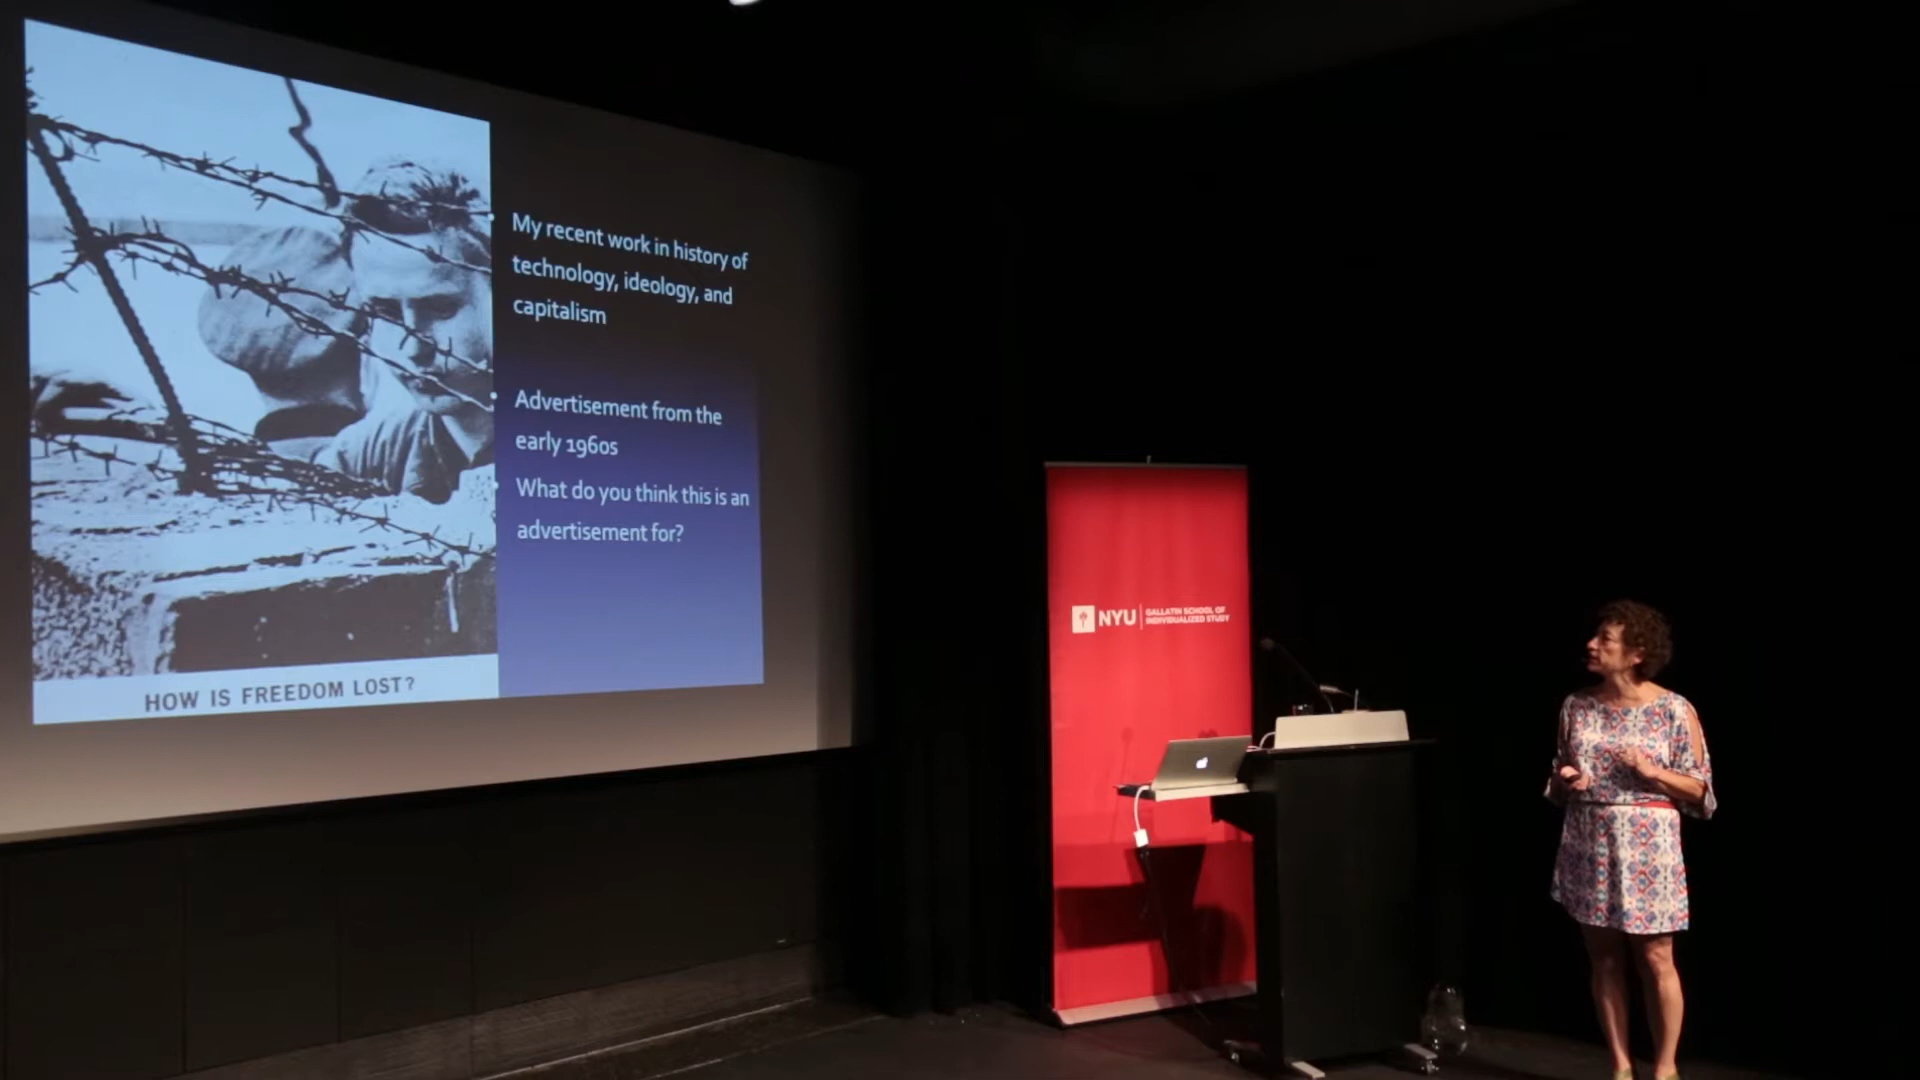 My recent work in history of
technology, ideology, and
capitalism
Advertisement from the
early 1960s
What do you think this is an
advertisement for?
HOW IS FREEDOM LOST?
NYU
GALLATIN SCHOOL OF
INDIVIDUALIZED STUDY